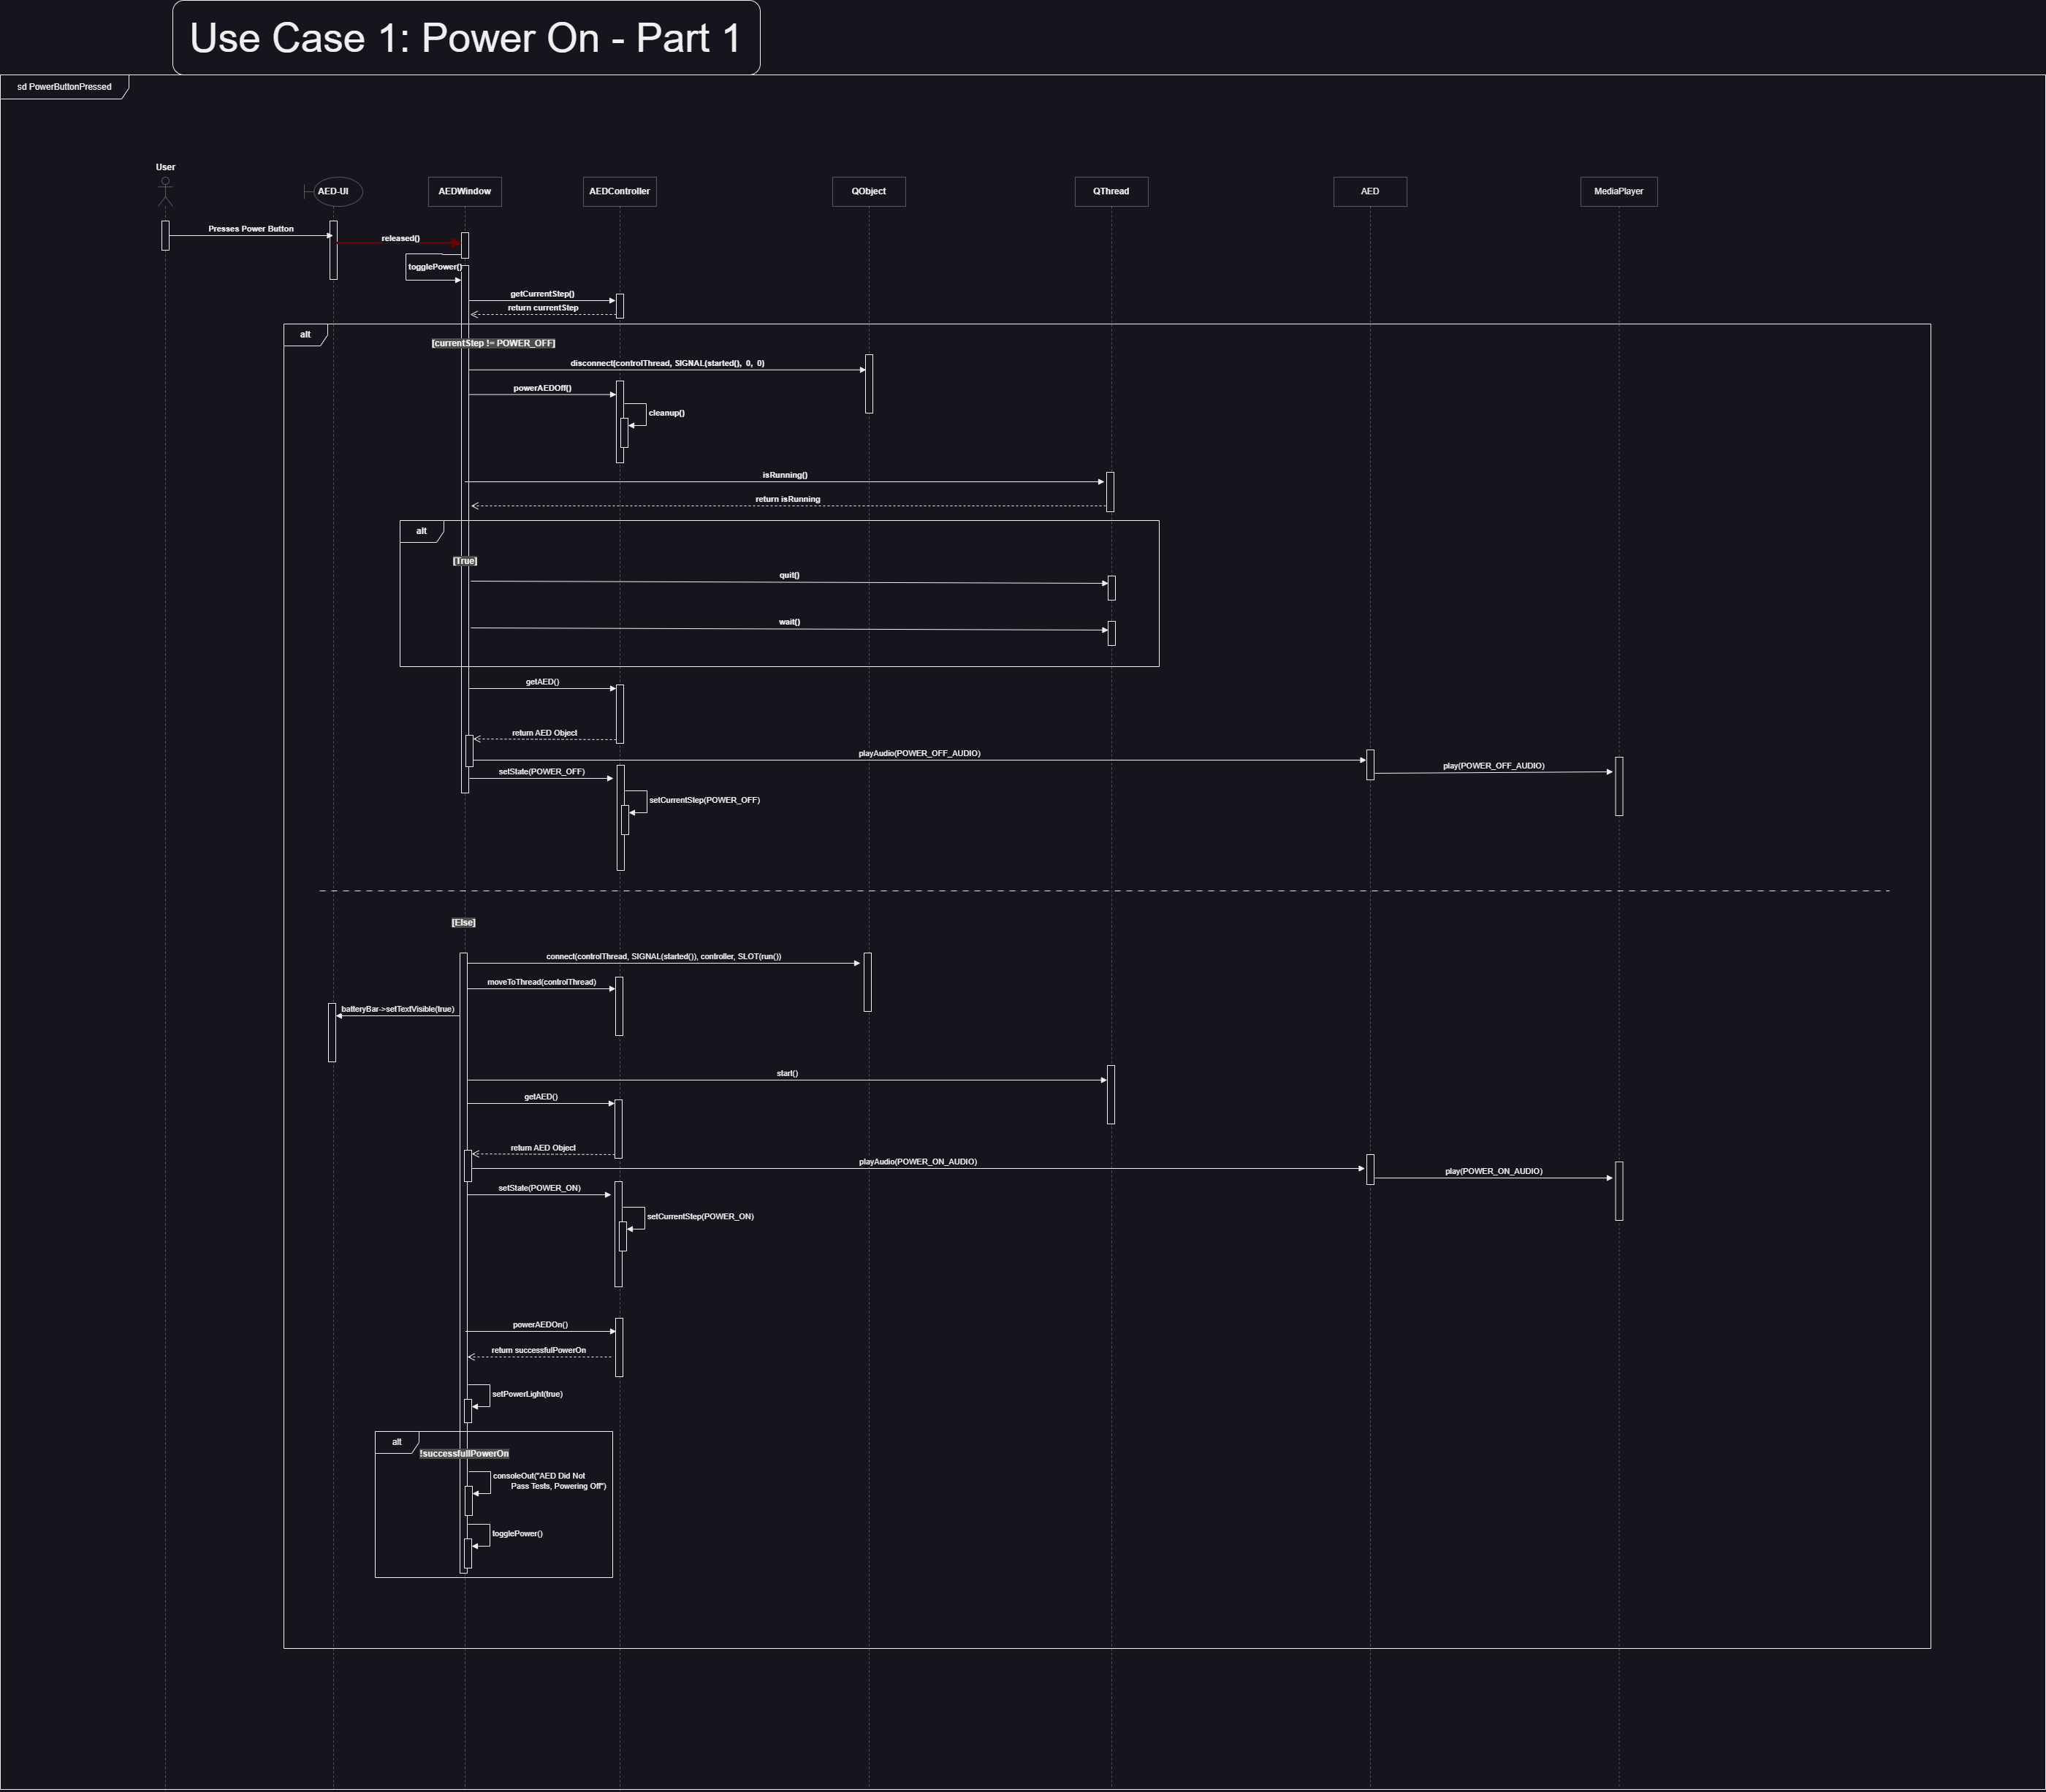 Use Case 1: Power On - Part 1
sd PowerButtonPressed
User
AED-UI
AEDWindow
AEDController
QObject
QThread
AED
MediaPlayer
Presses Power Button
released()
togglePower()
getCurrentStep()
return currentStep
alt
[currentStep != POWER_OFF]
disconnect(controlThread, SIGNAL(started(), 0, 0)
powerAEDOff()
cleanup()
isRunning()
return isRunning
alt
[True]
quit()
wait()
getAED()
return AED Object
playAudio(POWER_OFF_AUDIO)
play(POWER_OFF_AUDIO)
setState(POWER_OFF)
setCurrentStep(POWER_OFF)
[Else]
connect(controlThread, SIGNAL(started()), controller, SLOT(run())
moveToThread(controlThread)
batteryBar->setTextVisible(true)
start()
getAED()
return AED Object
playAudio(POWER_ON_AUDIO)
play(POWER_ON_AUDIO)
setState(POWER_ON)
setCurrentStep(POWER_ON)
powerAEDOn()
return successfulPowerOn
setPowerLight(true)
alt
!successfullPowerOn
consoleOut("AED Did Not
Pass Tests, Powering Off")
togglePower()